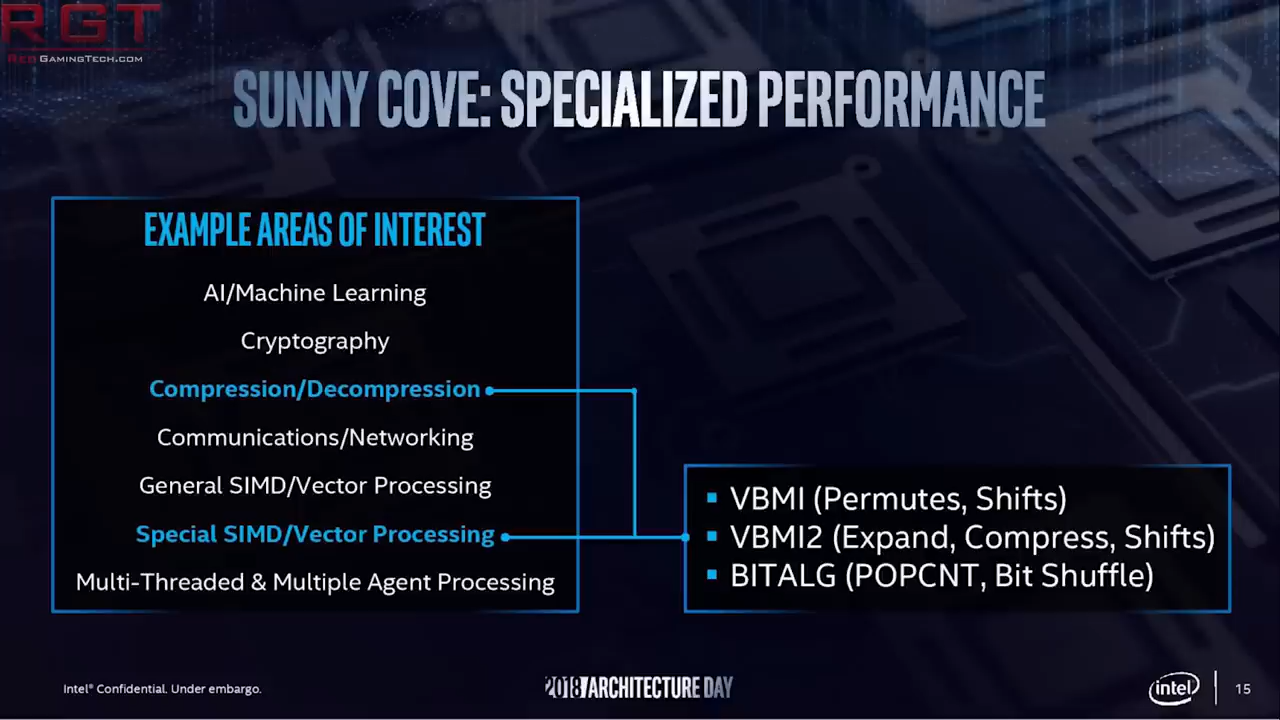 RGT
REDGAMINGTECH.COM
SUNNY COVE: SPECIALIZED PERFORMANCE
EXAMPLE AREAS OF INTEREST
AI/Machine Learning
Cryptography
Compression/Decompression
Communications/Networking
General SIMD/Vector Processing
Special SIMD/Vector Processing
Multi-Threaded & Multiple Agent Processing
▪ VBMI (Permutes, Shifts)
▪ VBMI2 (Expand, Compress, Shifts)
▪ BITALG (POPCNT, Bit Shuffle)
Intel® Confidential. Under embargo.
2018/ARCHITECTURE DAY
intel
15